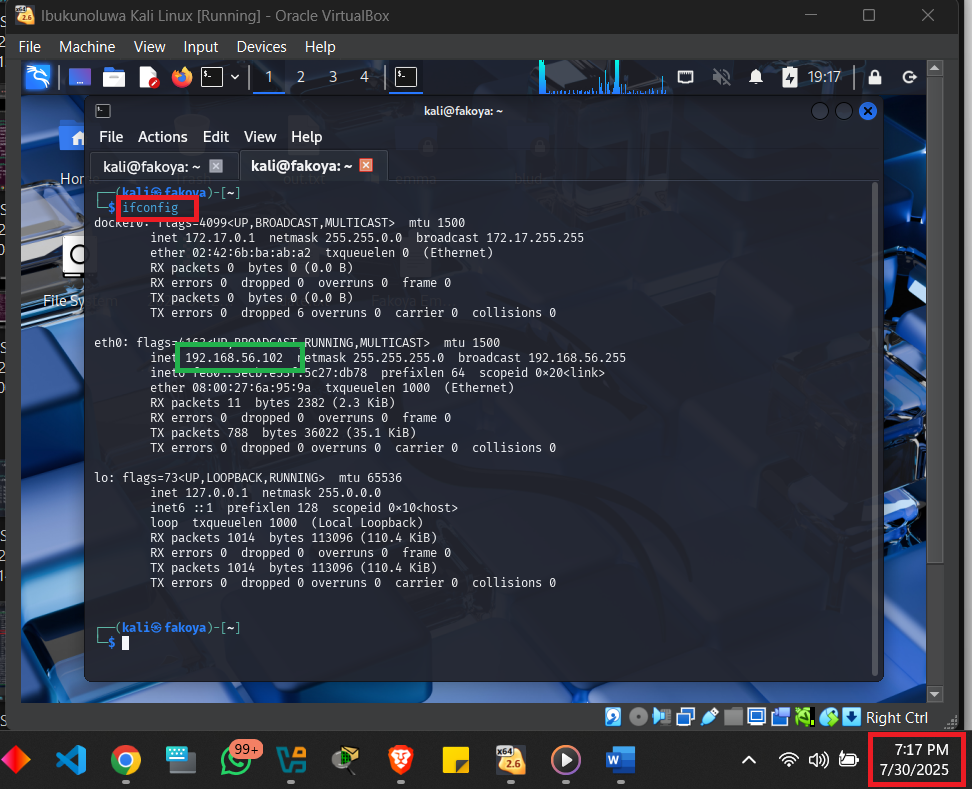 Ibukunoluwa Kali Linux [Running] - Oracle VirtualBox
File Machine View Input Devices Help
1 2 3 4 19:17
kali@fakoya: ~
File Actions Edit View Help
kali@fakoya: ~ kali@fakoya: ~
(kali㉿fakoya)-[~]
$ ifconfig
docker0: flags=4099<UP,BROADCAST,MULTICAST> mtu 1500
inet 172.17.0.1 netmask 255.255.0.0 broadcast 172.17.255.255
ether 02:42:6b:ba:ab:a2 txqueuelen 0 (Ethernet)
RX packets 0 bytes 0 (0.0 B)
RX errors 0 dropped 0 overruns 0 frame 0
TX packets 0 bytes 0 (0.0 B)
TX errors 0 dropped 6 overruns 0 carrier 0 collisions 0
eth0: flags=4163<UP,BROADCAST,RUNNING,MULTICAST> mtu 1500
inet 192.168.56.102 netmask 255.255.255.0 broadcast 192.168.56.255
prefixlen 64 scopeid 0×20<link>
ether 08:00:27:6a:95:9a txqueuelen 1000 (Ethernet)
RX packets 11 bytes 2382 (2.3 KiB)
RX errors 0 dropped 0 overruns 0 frame 0
TX packets 788 bytes 36022 (35.1 KiB)
TX errors 0 dropped 0 overruns 0 carrier 0 collisions 0
lo: flags=73<UP,LOOPBACK,RUNNING> mtu 65536
inet 127.0.0.1 netmask 255.0.0.0
inet6 ::1 prefixlen 128 scopeid 0×10<host>
loop txqueuelen 1000 (Local Loopback)
RX packets 1014 bytes 113096 (110.4 KiB)
RX errors 0 dropped 0 overruns 0 frame 0
TX packets 1014 bytes 113096 (110.4 KiB)
TX errors 0 dropped 0 overruns 0 carrier 0 collisions 0
(kali㉿fakoya)-[~]
$
Hom
File Sy
Right Ctrl
99+
x64
2.6
7:17 PM
7/30/2025